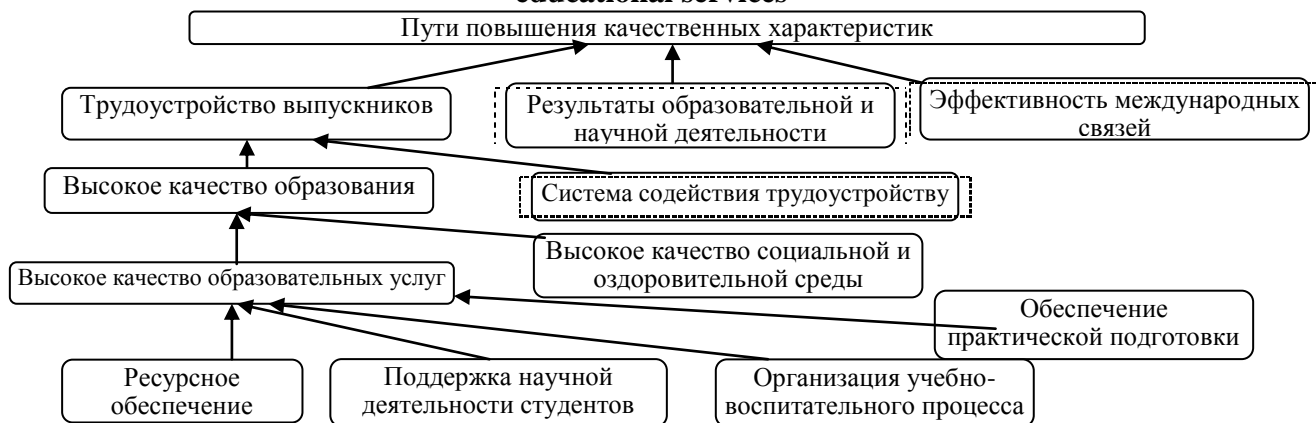 educational services
Пути повышения качественных характеристик
Трудоустройство выпускников
Результаты образовательной и
научной деятельности
Эффективность международных
связей
Высокое качество образования
Система содействия трудоустройству
Высокое качество социальной и
оздоровительной среды
Высокое качество образовательных услуг
Обеспечение
практической подготовки
Ресурсное
обеспечение
Поддержка научной
деятельности студентов
Организация учебно-
воспитательного процесса